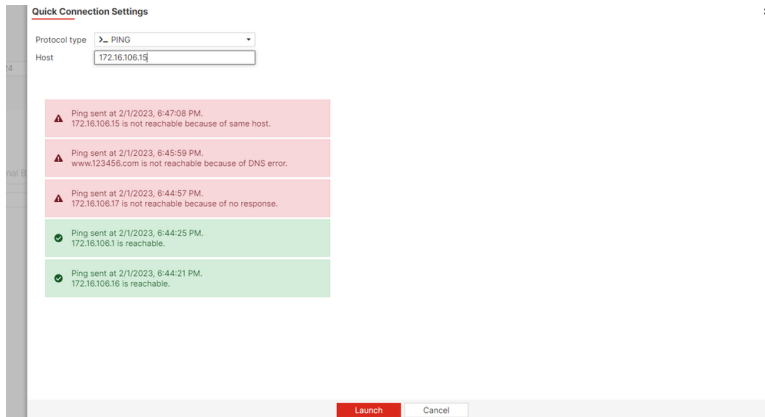 Quick Connection Settings
Protocol type >_ PING
Host 172.16.106.15
Ping sent at 2/1/2023, 6:47:08 PM.
172.16.106.15 is not reachable because of same host.
Ping sent at 2/1/2023, 6:45:59 PM.
www.123456.com is not reachable because of DNS error.
Ping sent at 2/1/2023, 6:44:57 PM.
172.16.106.17 is not reachable because of no response.
Ping sent at 2/1/2023, 6:44:25 PM.
172.16.106.1 is reachable.
Ping sent at 2/1/2023, 6:44:21 PM.
172.16.106.16 is reachable.
Launch Cancel